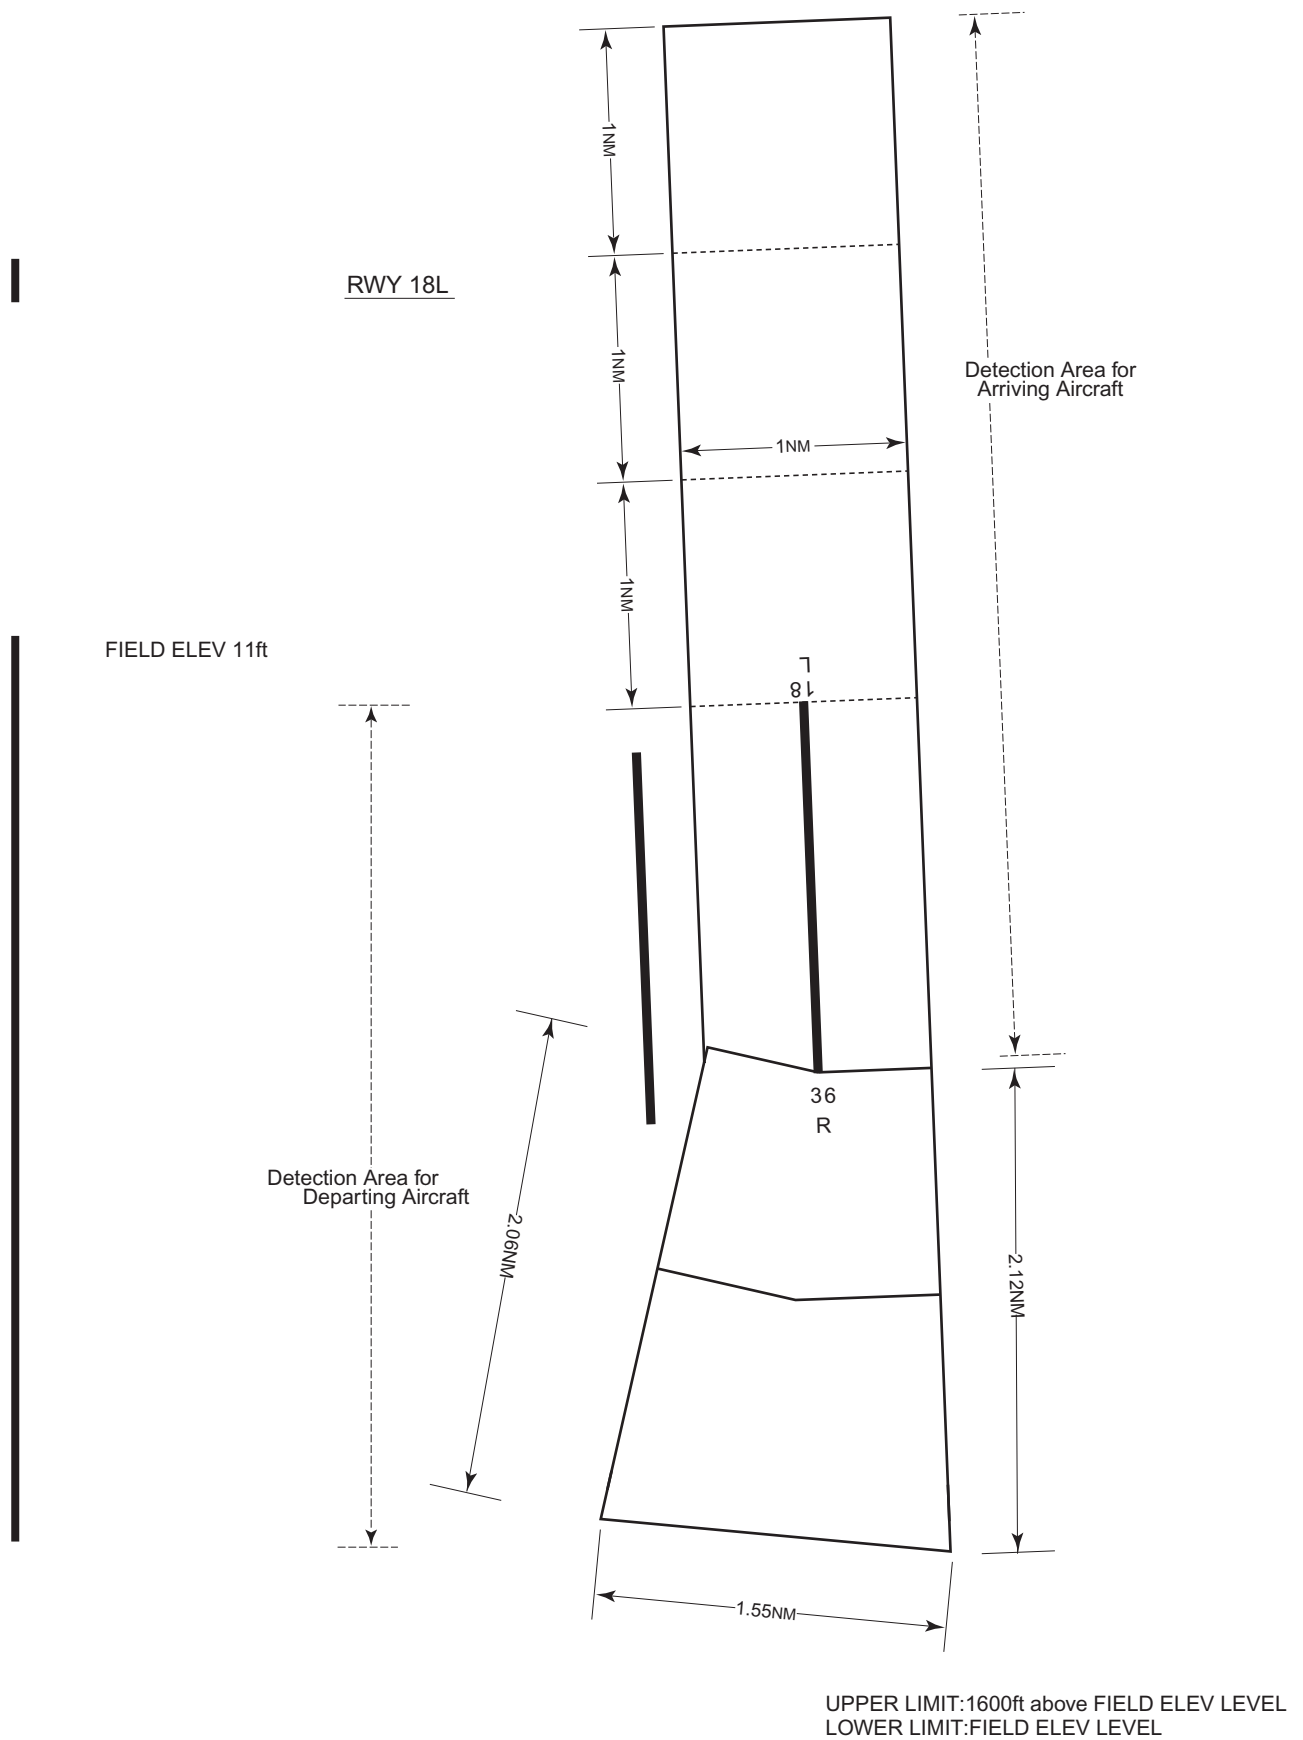 1NM
RWY 18L
1NM
Detection Area for
Arriving Aircraft
1NM
1NM
FIELD ELEV 11ft
18
L
36
R
Detection Area for
Departing Aircraft
2.06NM
2.12NM
1.55NM
UPPER LIMIT:1600ft above FIELD ELEV LEVEL
LOWER LIMIT:FIELD ELEV LEVEL